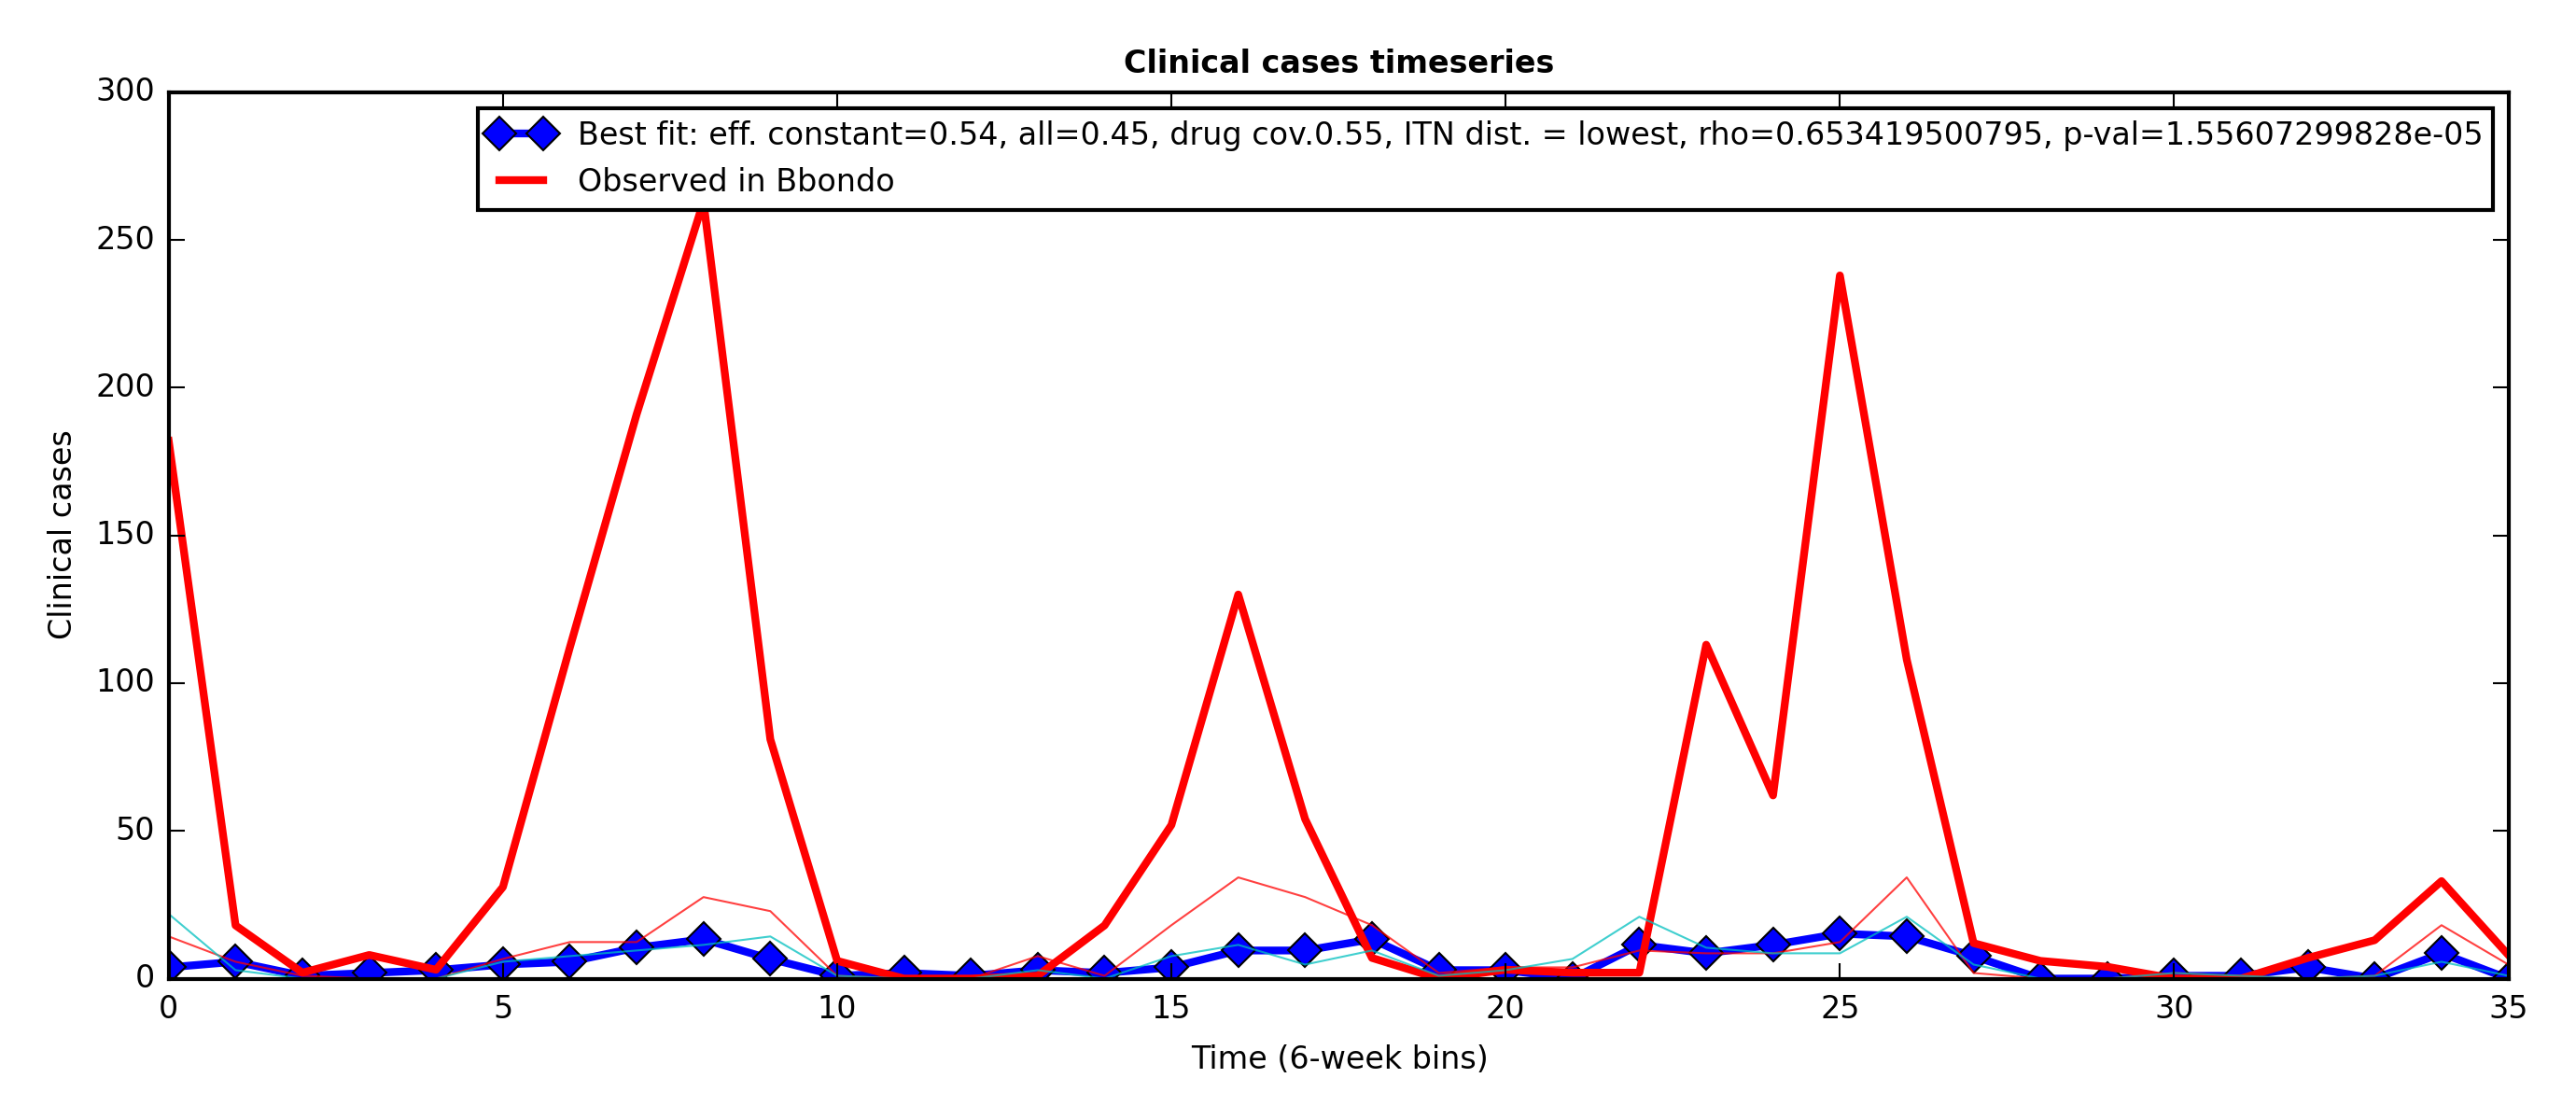 Clinical cases timeseries
Best fit: eff. constant=0.54, all=0.45, drug cov.0.55, ITN dist. = lowest, rho=0.653419500795, p-val=1.55607299828e-05
Observed in Bbondo
300
250
200
150
100
50
0
Clinical cases
0 5 10 15 20 25 30 35
Time (6-week bins)